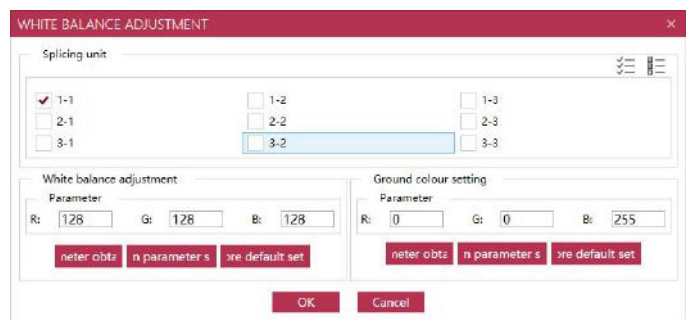 WHITE BALANCE ADJUSTMENT
Splicing unit
1-1 1-2 1-3
2-1 2-2 2-3
3-1 3-2 3-3
White balance adjustment Ground colour setting
Parameter Parameter
R: 128 G: 128 B: 128 R: 0 G: 0 B: 255
neter obta n parameter s ore default set neter obta n parameter s ore default set
OK Cancel